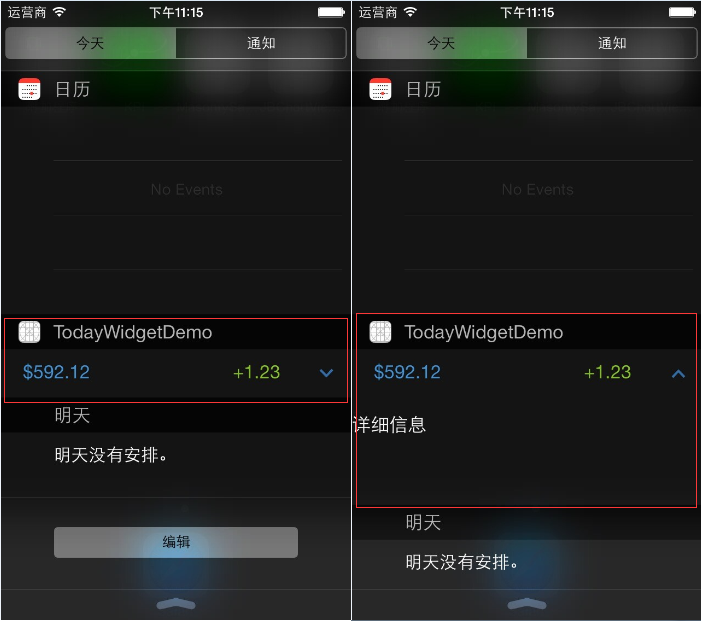 运营商 下午11:15
今天 通知
日历
No Events
TodayWidgetDemo
$592.12 +1.23
明天
明天没有安排。
编辑
运营商 下午11:15
今天 通知
日历
No Events
TodayWidgetDemo
$592.12 +1.23
详细信息
明天
明天没有安排。